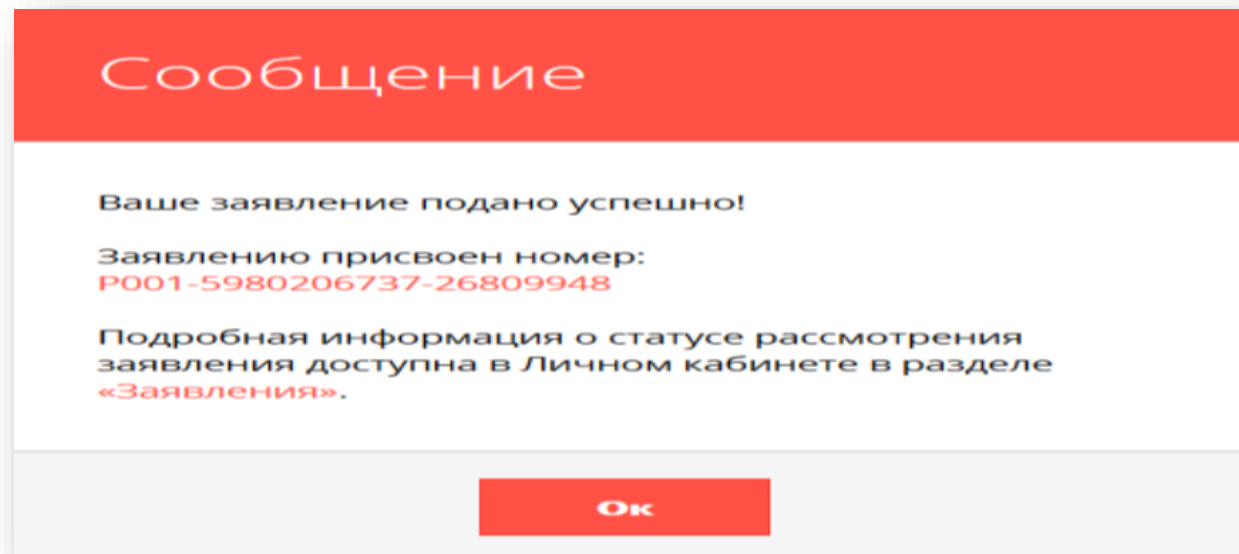 Сообщение
Ваше заявление подано успешно!
Заявлению присвоен номер:
P001-5980206737-26809948
Подробная информация о статусе рассмотрения
заявления доступна в Личном кабинете в разделе
«Заявления».
Ок